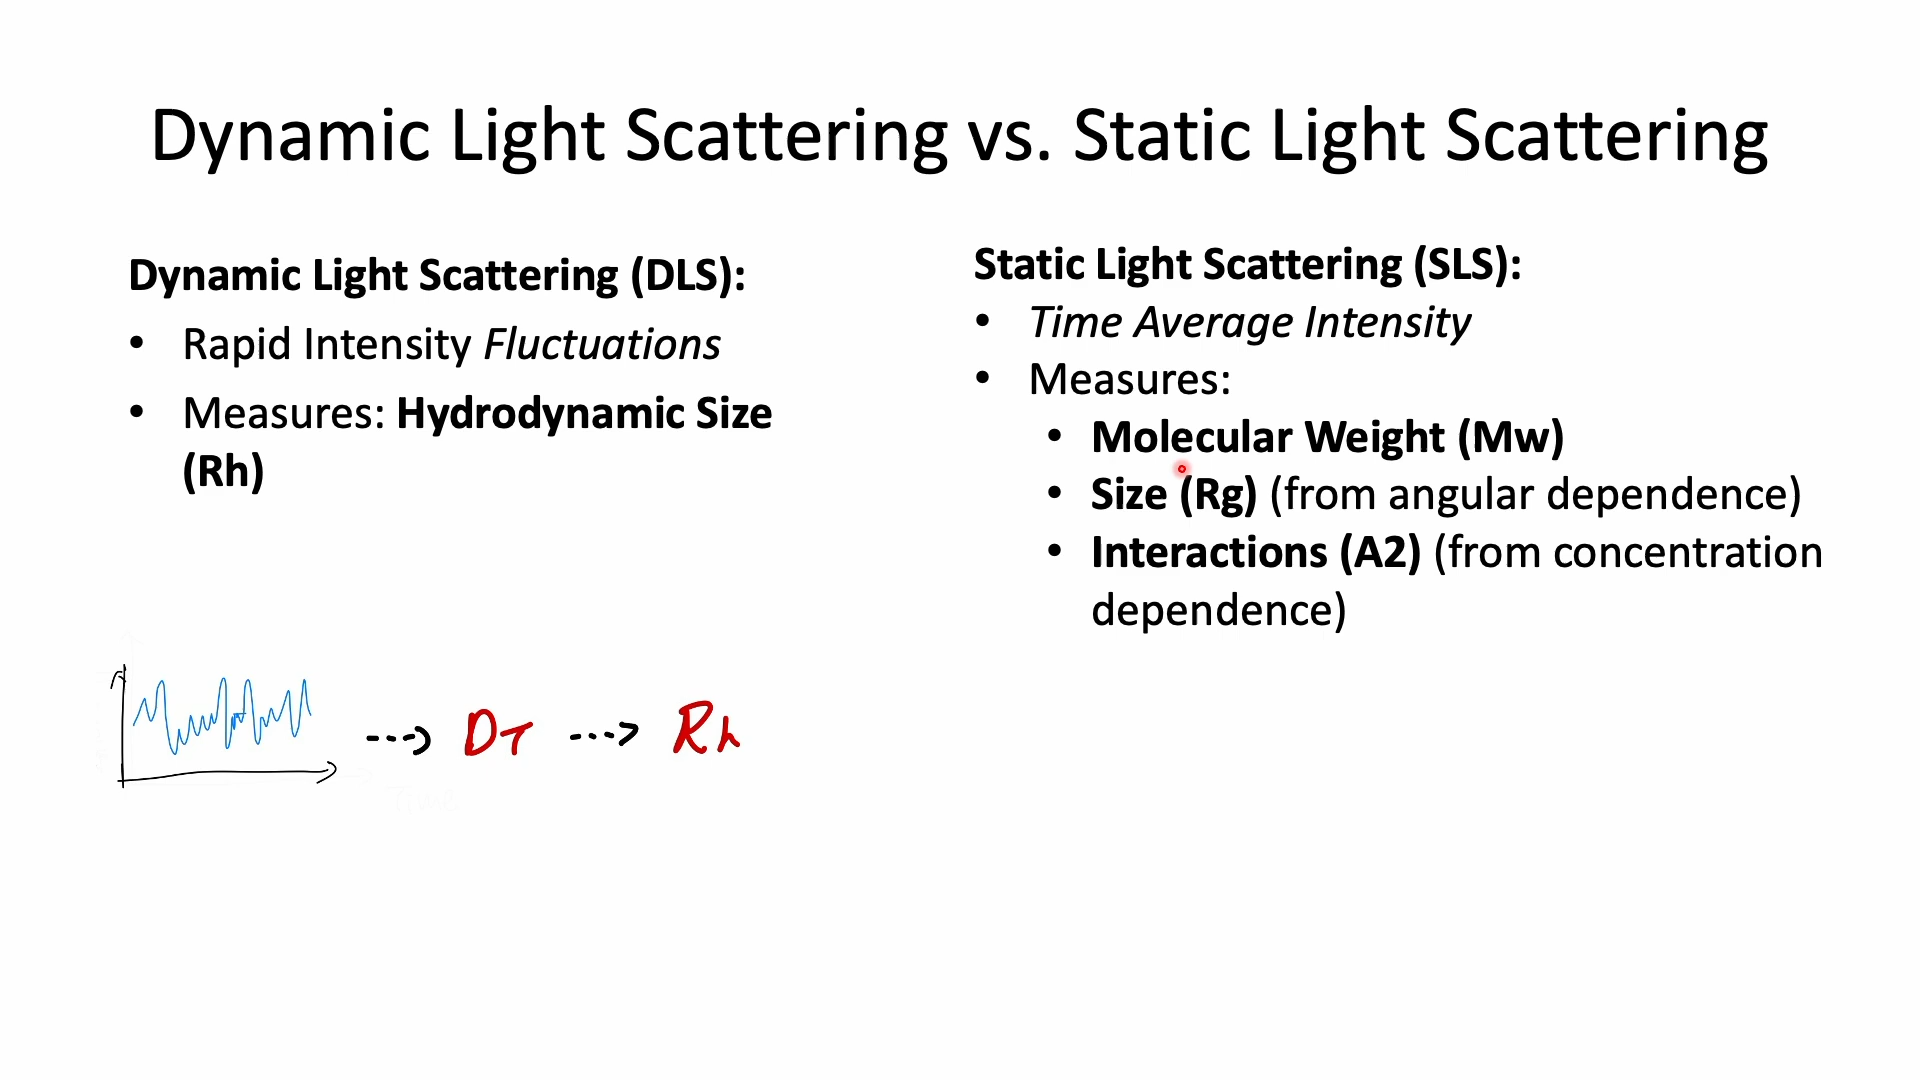 Dynamic Light Scattering vs. Static Light Scattering
Dynamic Light Scattering (DLS):
• Rapid Intensity Fluctuations
• Measures: Hydrodynamic Size
(Rh)
Static Light Scattering (SLS):
• Time Average Intensity
• Measures:
• Molecular Weight (Mw)
• Size (Rg) (from angular dependence)
• Interactions (A2) (from concentration
dependence)
DT Rh
Time